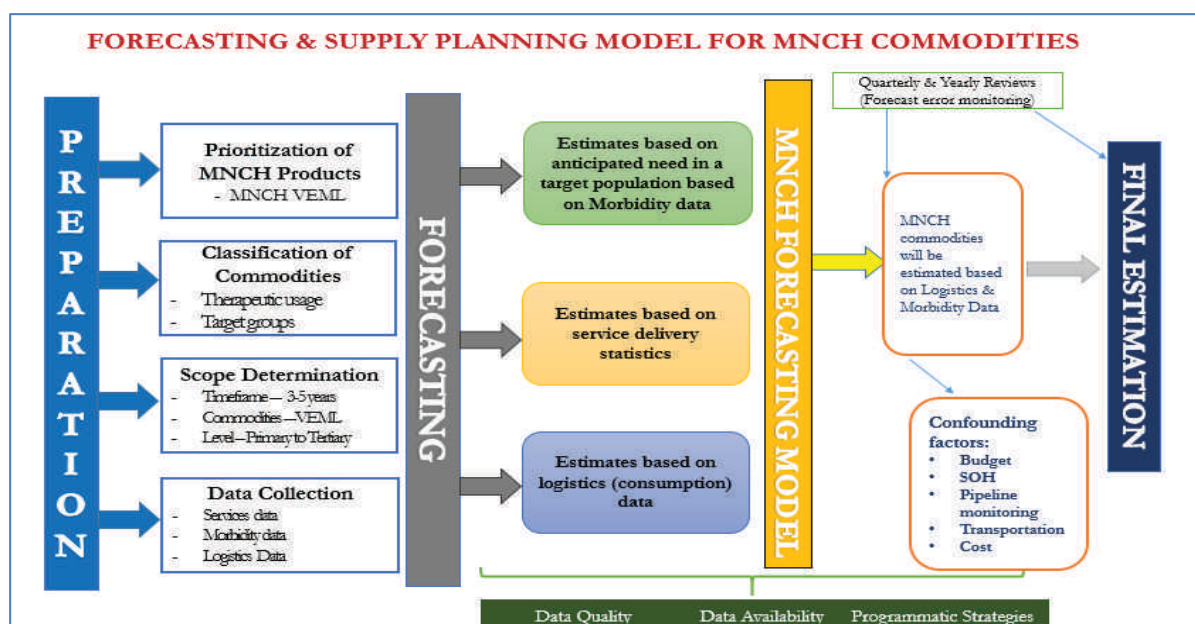 FORECASTING & SUPPLY PLANNING MODEL FOR MNCH COMMODITIES
PREPARATION
Prioritization of
MNCH Products
- MNCH VEML
Classification of
Commodities
- Therapeutic usage
- Target groups
Scope Determination
- Timeframe— 3-5 years
- Commodities —VEML
- Level—Primary to Tertiary
Data Collection
- Services data
- Morbidity data
- Logistics Data
FORECASTING
Estimates based on
anticipated need in a
target population based
on Morbidity data
Estimates based on
service delivery
statistics
Estimates based on
logistics (consumption)
data
MNCH FORECASTING MODEL
Quarterly & Yearly Reviews
(Forecast error monitoring)
MNCH
commodities
will be
estimated based
on Logistics &
Morbidity Data
Confounding
factors:
• Budget
• SOH
• Pipeline
monitoring
• Transportation
• Cost
FINAL ESTIMATION
Data Quality Data Availability Programmatic Strategies